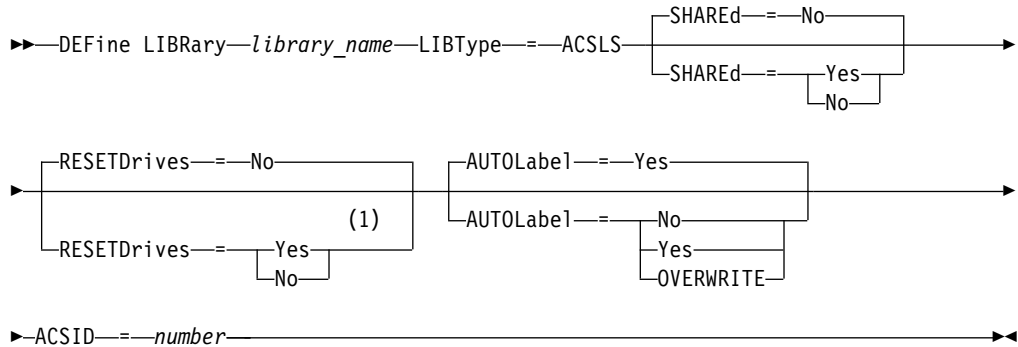 SHAREd = No
DEFine LIBRary library_name LIBType = ACSLS
SHAREd = Yes
No
RESETDrives = No
AUTOLabel = Yes
(1)
RESETDrives = Yes
No
AUTOLabel = No
Yes
OVERWRITE
ACSID = number